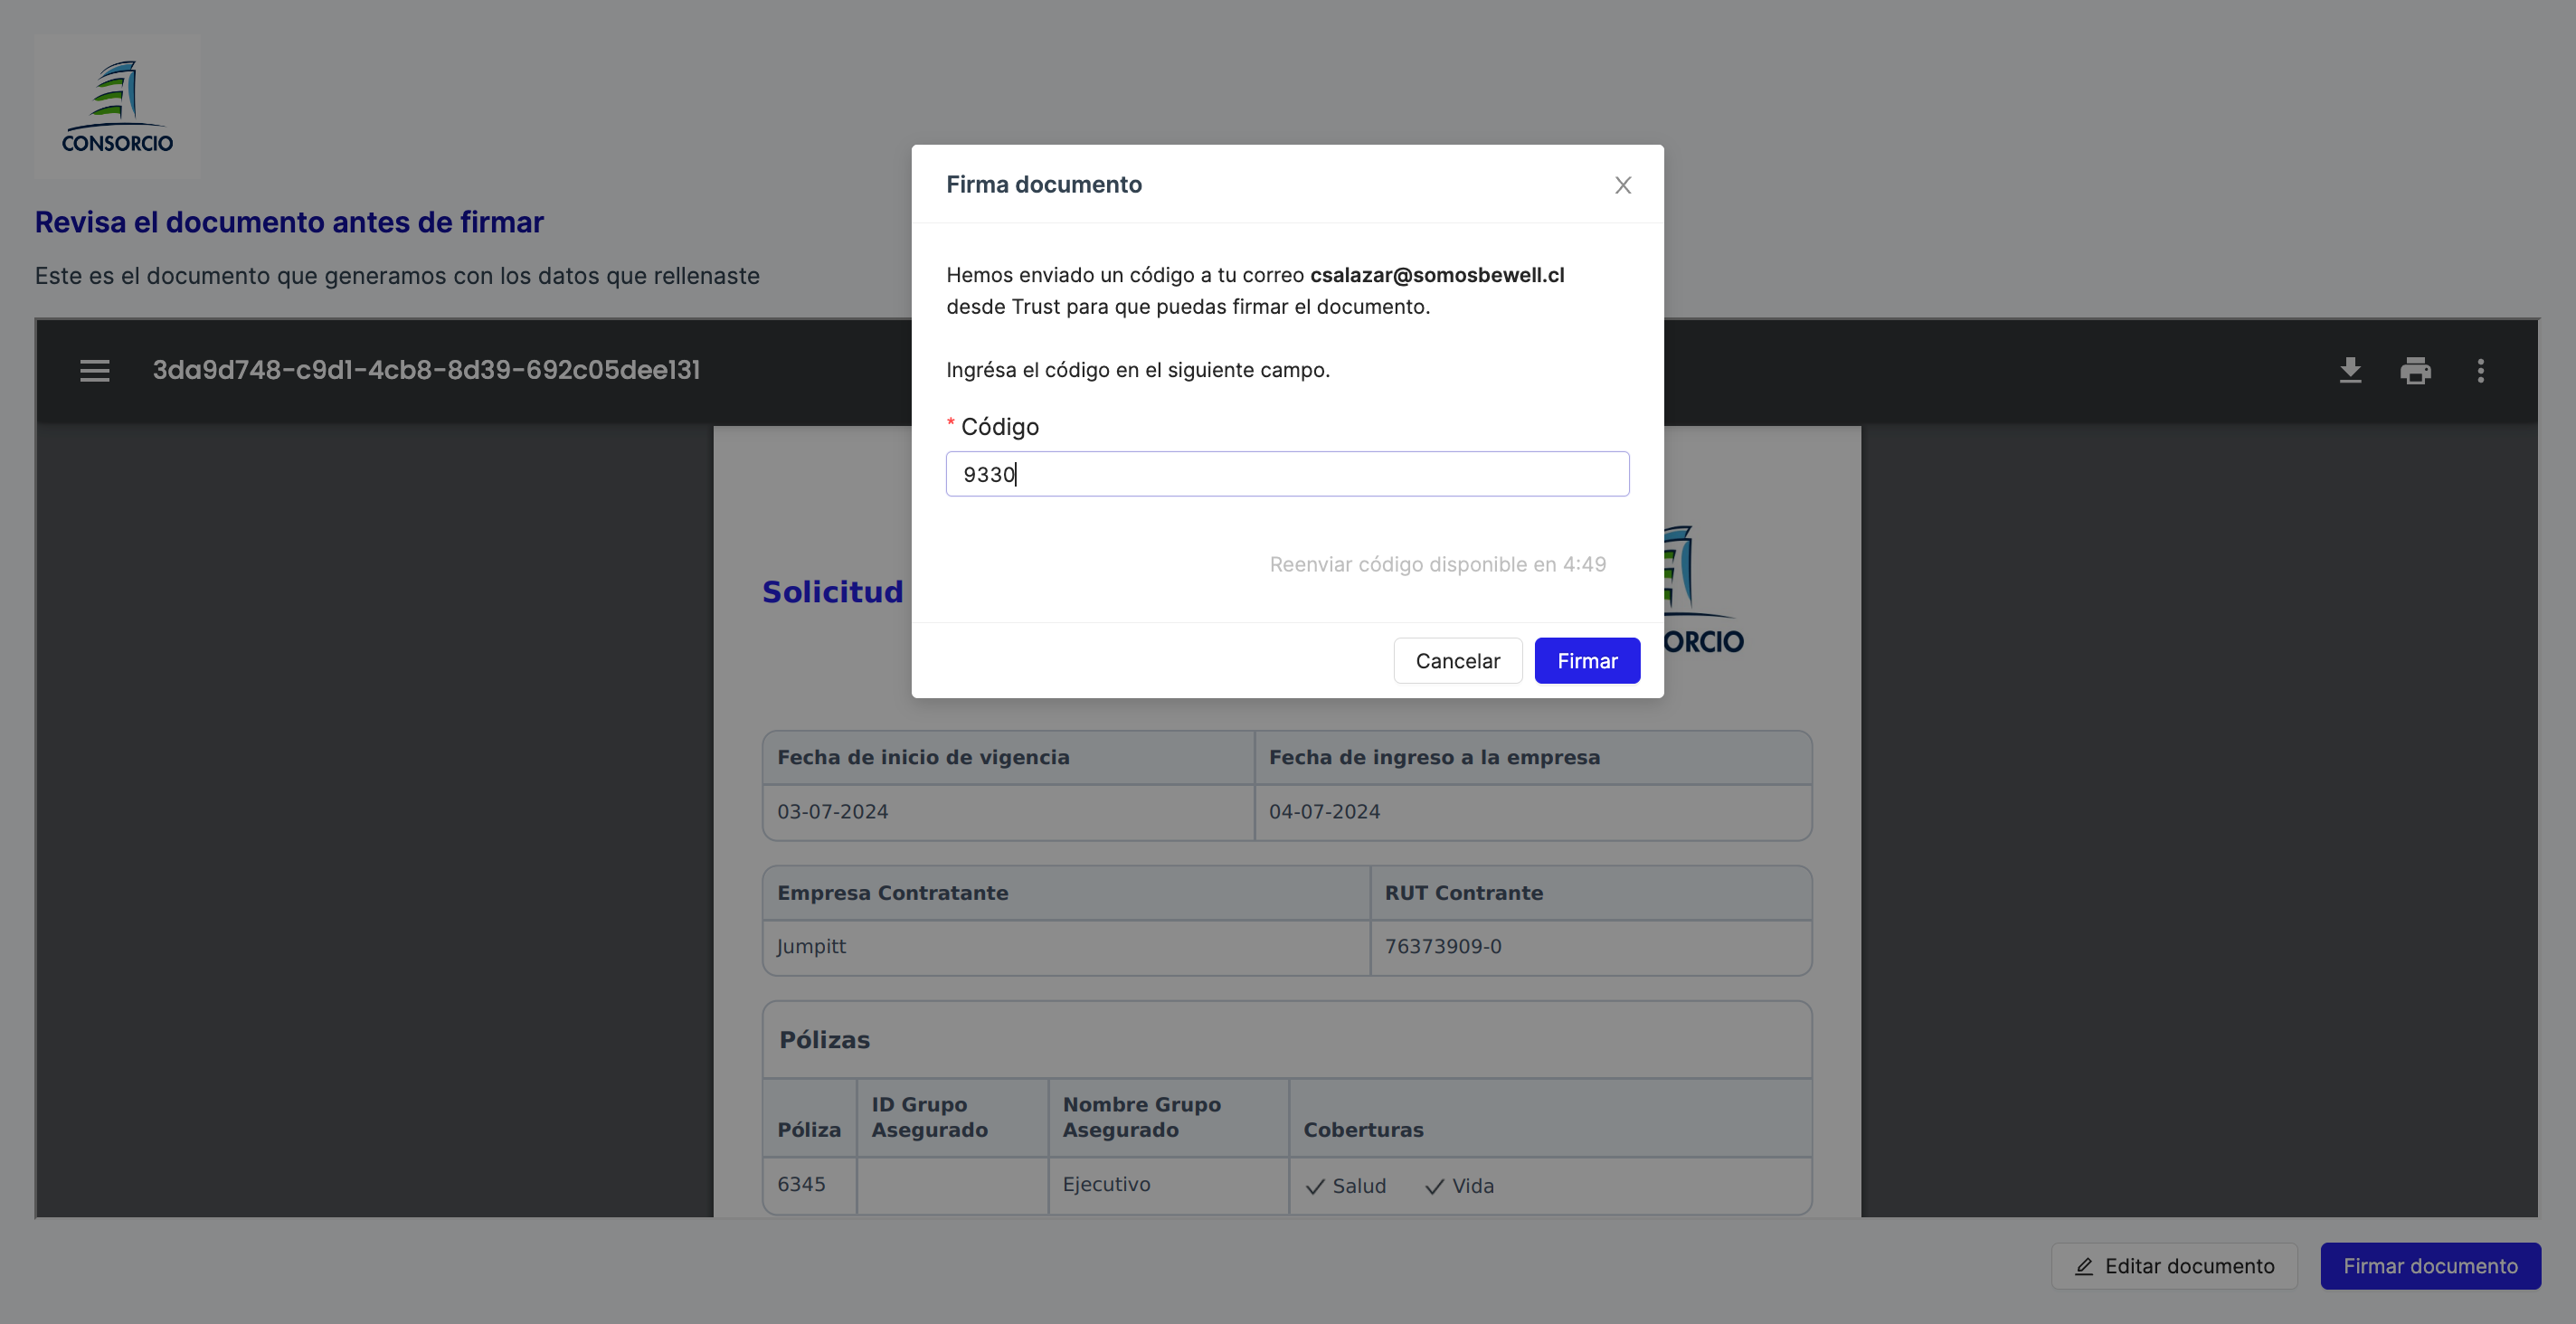 CONSORCIO
Revisa el documento antes de firmar
Este es el documento que generamos con los datos que rellenaste
3da9d748-c9d1-4cb8-8d39-692c05dee131
Firma documento
Hemos enviado un código a tu correo csalazar@somosbewell.cl
desde Trust para que puedas firmar el documento.
Ingrésa el código en el siguiente campo.
* Código
9330
Reenviar código disponible en 4:49
Cancelar
Firmar
Solicitud
ORCIO
Fecha de inicio de vigencia
Fecha de ingreso a la empresa
03-07-2024
04-07-2024
Empresa Contratante
RUT Contrante
Jumpitt
76373909-0
Pólizas
Póliza
ID Grupo
Asegurado
Nombre Grupo
Asegurado
Coberturas
6345
Ejecutivo
Salud
Vida
Editar documento
Firmar documento